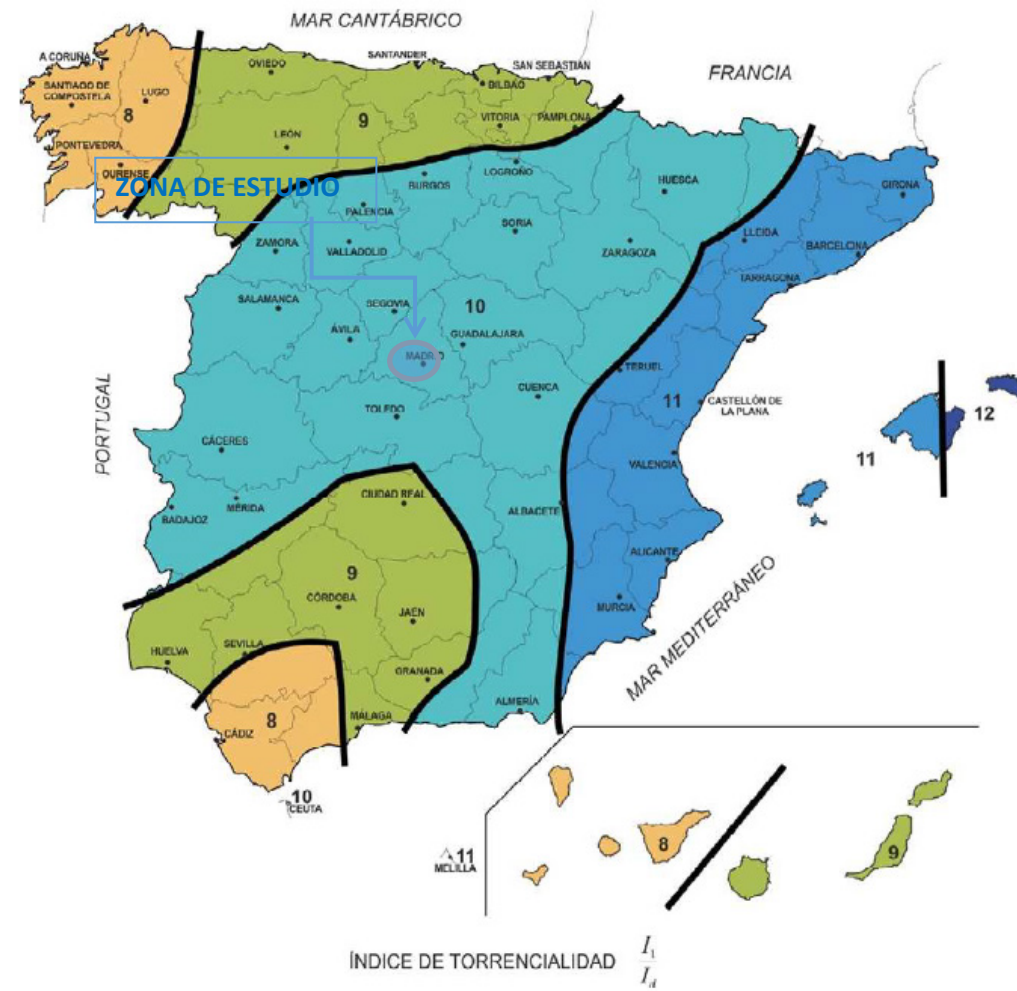 MAR CANTÁBRICO
A CORUÑA
OVIEDO
SANTANDER
SAN SEBASTIÁN
FRANCIA
SANTIAGO DE
COMPOSTELA
LUGO
BILBAO
8
9
VITORIA
PAMPLONA
LEÓN
PONTEVEDRA
OURENSE
LOGROÑO
ZONA DE ESTUDIO
BURGOS
HUESCA
GIRONA
PALENCIA
SORIA
LLEIDA
ZAMORA
VALLADOLID
ZARAGOZA
BARCELONA
TARRAGONA
SALAMANCA
SEGOVIA
10
ÁVILA
GUADALAJARA
MADRID
TERUEL
CUENCA
11
CASTELLÓN DE
LA PLANA
12
TOLEDO
PORTUGAL
CÁCERES
11
VALENCIA
CIUDAD REAL
MÉRIDA
BADAJOZ
ALBACETE
ALICANTE
9
CÓRDOBA
MURCIA
JAEN
MAR MEDITERRÁNEO
SEVILLA
HUELVA
GRANADA
ALMERÍA
8
MÁLAGA
CÁDIZ
10
CEUTA
11
MELILLA
8
9
ÍNDICE DE TORRENCIALIDAD
I1
Id